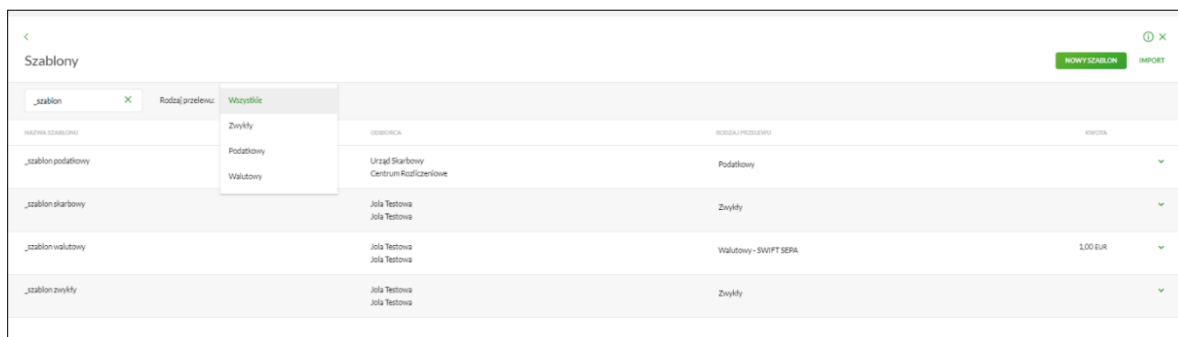 Szablony
NOWY SZABLON IMPORT
_szablon Rodzaj przelewu: Wszystkie
Zwykły
Podatkowy
Walutowy
NAZWA SZABLONU ODBIORCA RODZAJ PRZELEWU KWOTA
_szablon podatkowy Urząd Skarbowy Podatkowy
Centrum Rozliczeniowe
_szablon skarbowy Jola Testowa Zwykły
Jola Testowa
_szablon walutowy Jola Testowa Walutowy - SWIFT SEPA 1,00 EUR
Jola Testowa
_szablon zwykły Jola Testowa Zwykły
Jola Testowa